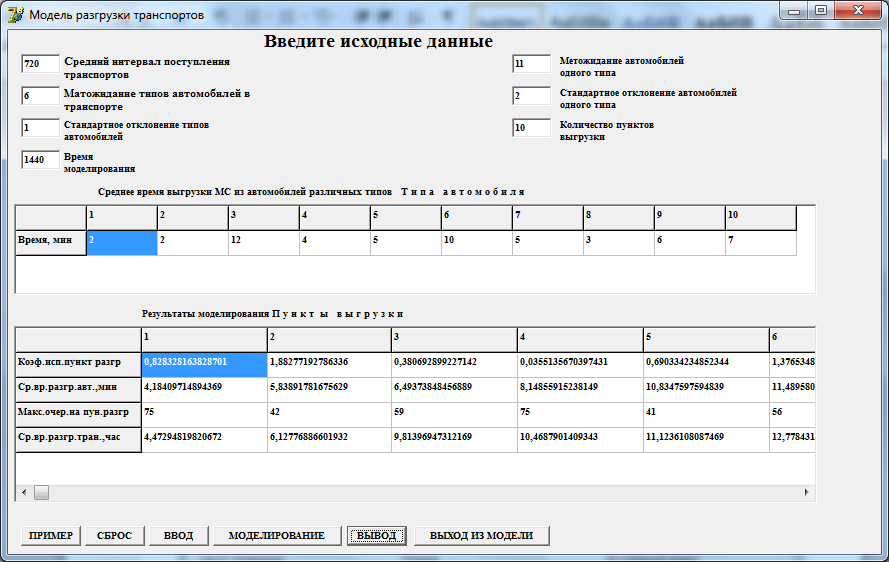 Модель разгрузки транспортов
Введите исходные данные
720 Средний интервал поступления
транспортов
11 Метожидание автомобилей
одного типа
6 Матожидание типов автомобилей в
транспорте
2 Стандартное отклонение автомобилей
одного типа
1 Стандартное отклонение типов
автомобилей
10 Количество пунктов
выгрузки
1440 Время
моделирования
Среднее время выгрузки МС из автомобилей различных типов Т и п а а в т о м о б и л я
1 2 3 4 5 6 7 8 9 10
Время, мин 2 2 12 4 5 10 5 3 6 7
Результаты моделирования П у н к т ы в ы г р у з к и
1 2 3 4 5 6
Коэф.исп.пункт разгр 0,828328163828701 1,88277192786336 0,380692899227142 0,0355135670397431 0,690334234852344 1,3765348
Ср.вр.разгр.авт.,мин 4,18409714894369 5,83891781675629 6,49373848456889 8,14855915238149 10,8347597594839 11,489580
Макс.очер.на пун.разгр 75 42 59 75 41 56
Ср.вр.разгр.тран.,час 4,47294819820672 6,12776886601932 9,81396947312169 10,4687901409343 11,1236108087469 12,778431
ПРИМЕР СБРОС ВВОД МОДЕЛИРОВАНИЕ ВЫВОД ВЫХОД ИЗ МОДЕЛИ